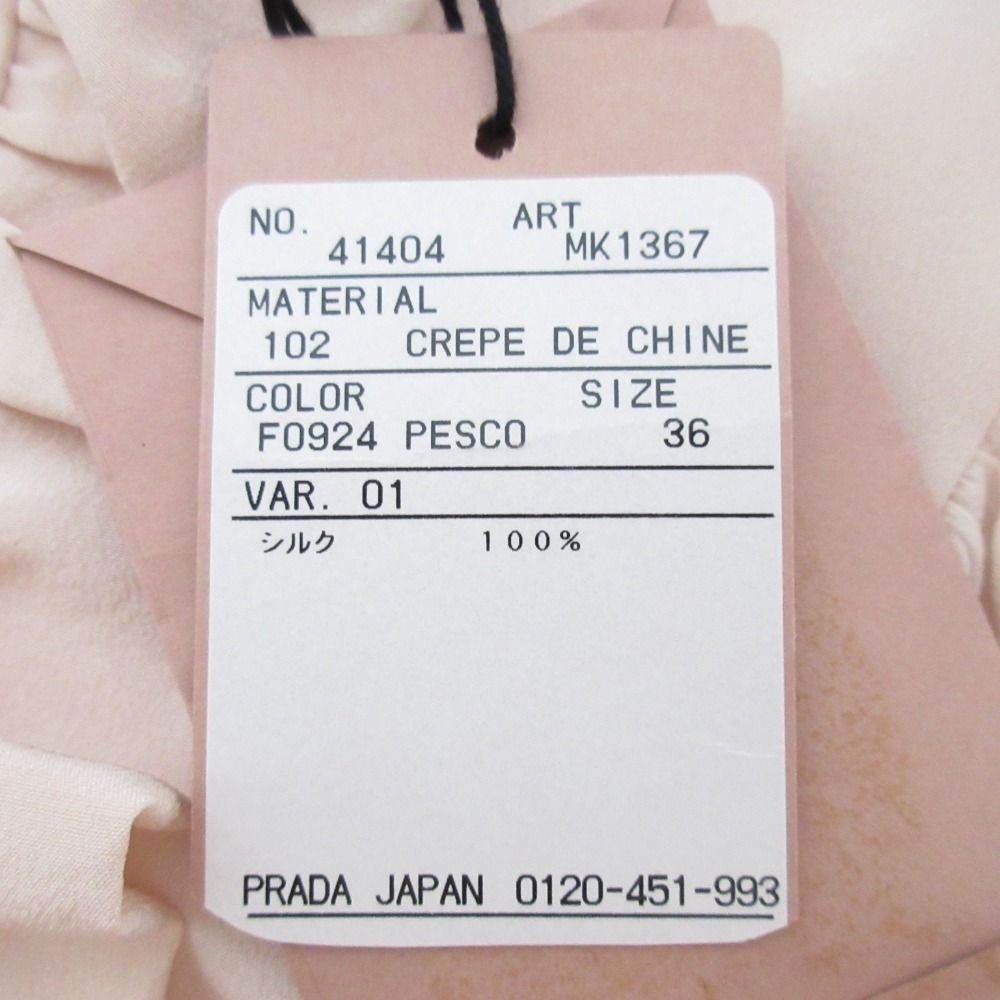 NO. ART
41404 MK1367
MATERIAL
102 CREPE DE CHINE
COLOR SIZE
F0924 PESCO 36
VAR. 01
シルク 100%
PRADA JAPAN 0120-451-993